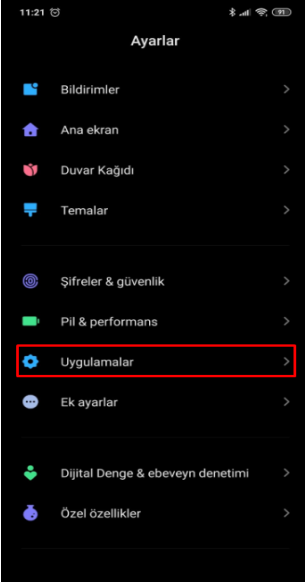 11:21 91
Ayarlar
Bildirimler
Ana ekran
Duvar Kağıdı
Temalar
Şifreler & güvenlik
Pil & performans
Uygulamalar
Ek ayarlar
Dijital Denge & ebeveyn denetimi
Özel özellikler